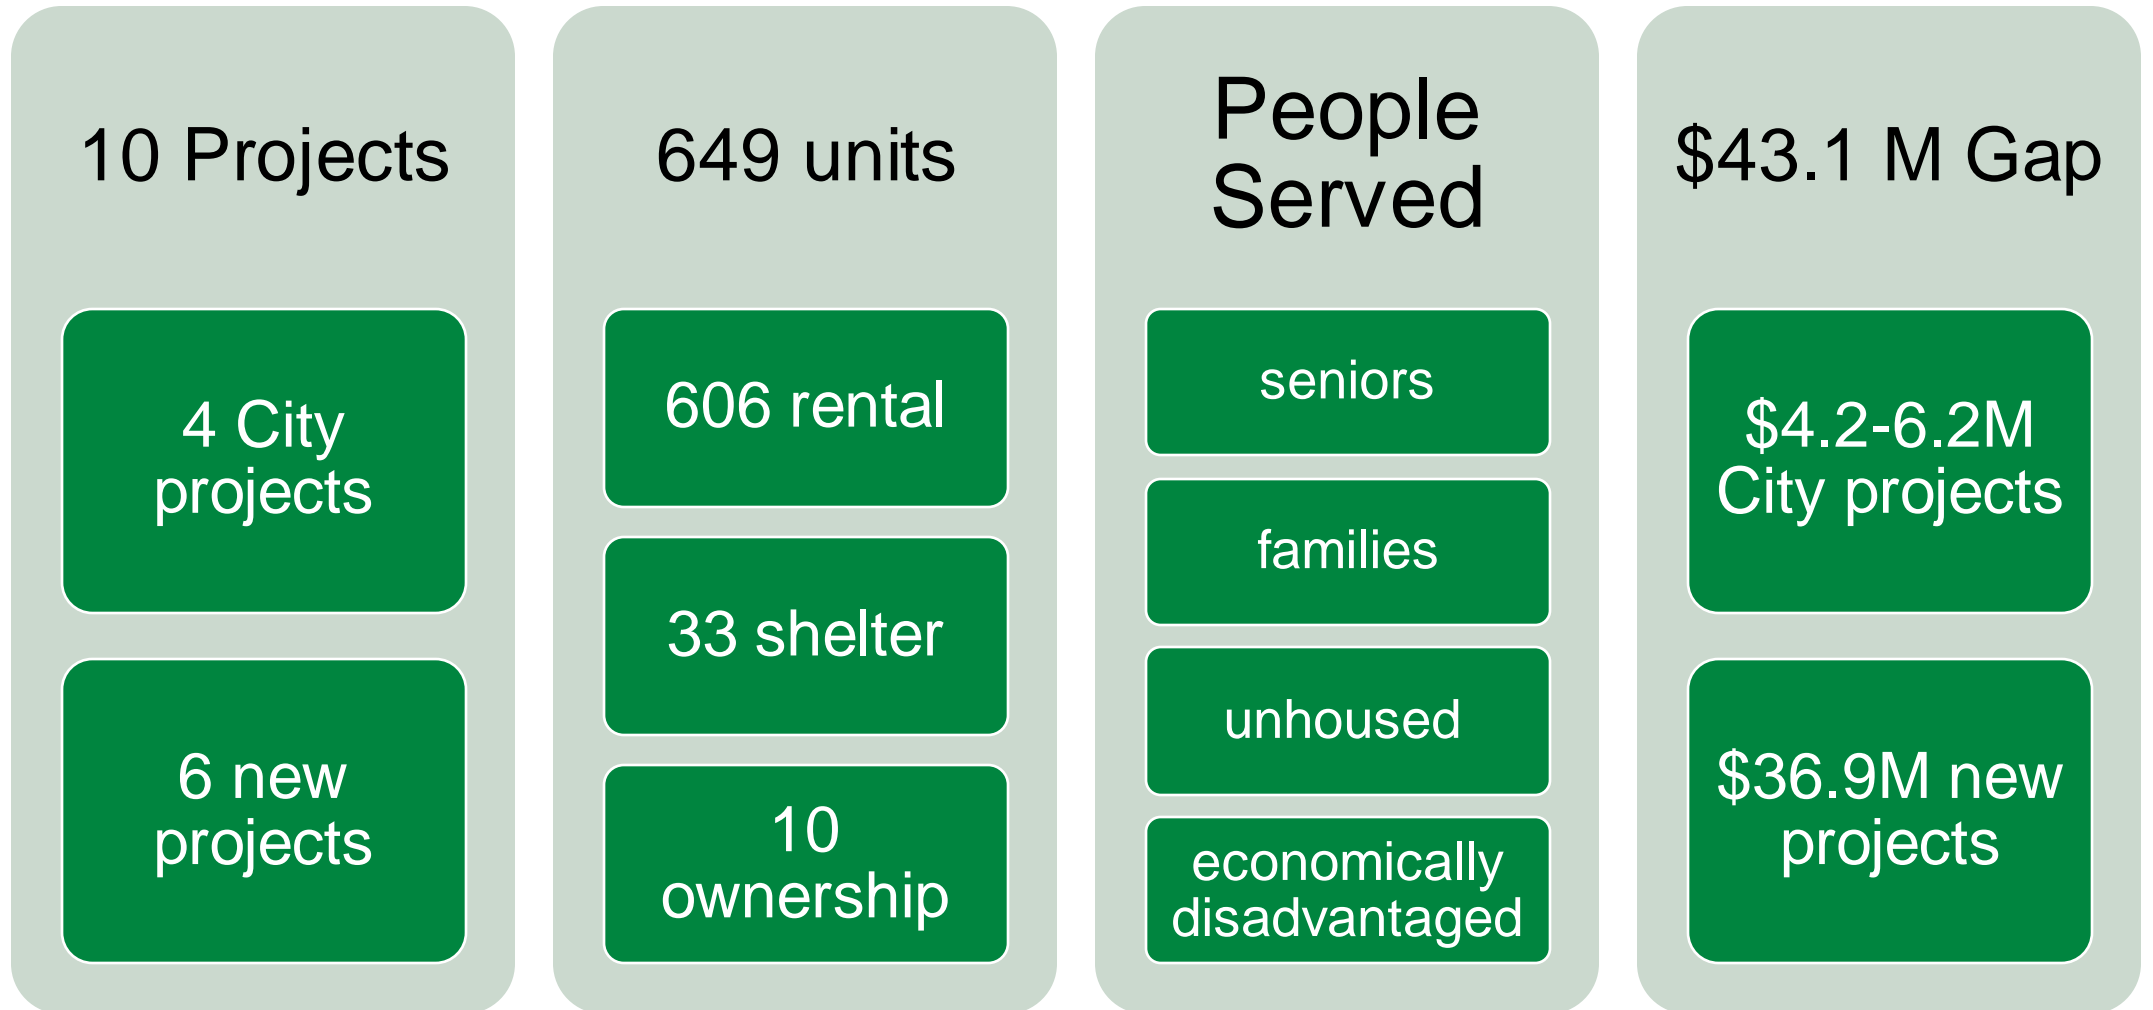 10 Projects
4 City
projects
6 new
projects
649 units
606 rental
33 shelter
10
ownership
People
Served
seniors
families
unhoused
economically
disadvantaged
$43.1 M Gap
$4.2-6.2M
City projects
$36.9M new
projects